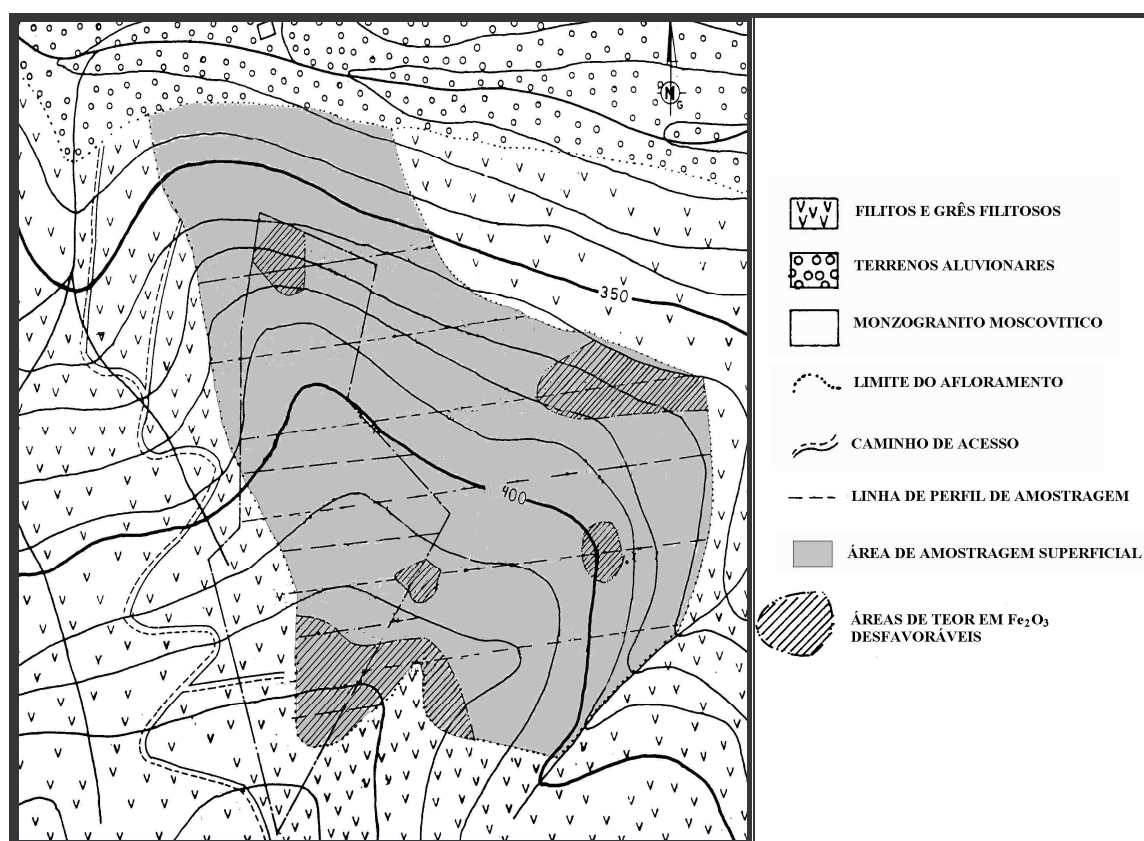 N
G
350
400
FILITOS E GRÊS FILITOSOS
TERRENOS ALUVIONARES
MONZOGRANITO MOSCOVITICO
LIMITE DO AFLORAMENTO
CAMINHO DE ACESSO
LINHA DE PERFIL DE AMOSTRAGEM
ÁREA DE AMOSTRAGEM SUPERFICIAL
ÁREAS DE TEOR EM Fe₂O₃
DESFAVORÁVEIS